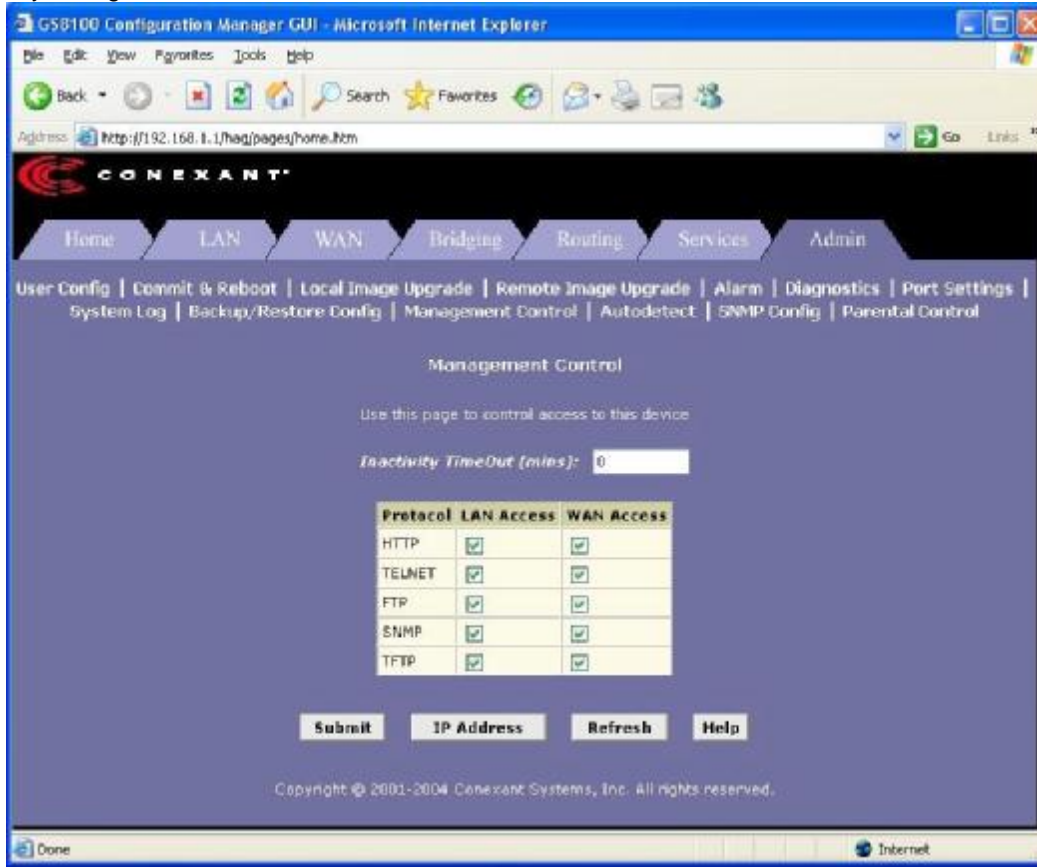 GS8100 Configuration Manager GUI - Microsoft Internet Explorer
File Edit View Favorites Tools Help
Back Search Favorites
Address http://192.168.1.1/hag/pages/home.htm Go Links »
CONEXANT™
Home LAN WAN Bridging Routing Services Admin
User Config | Commit & Reboot | Local Image Upgrade | Remote Image Upgrade | Alarm | Diagnostics | Port Settings |
System Log | Backup/Restore Config | Management Control | Autodetect | SNMP Config | Parental Control
Management Control
Use this page to control access to this device
Inactivity TimeOut (mins): 0
Protocol LAN Access WAN Access
HTTP
TELNET
FTP
SNMP
TFTP
Submit IP Address Refresh Help
Copyright © 2001-2004 Conexant Systems, Inc. All rights reserved.
Done Internet